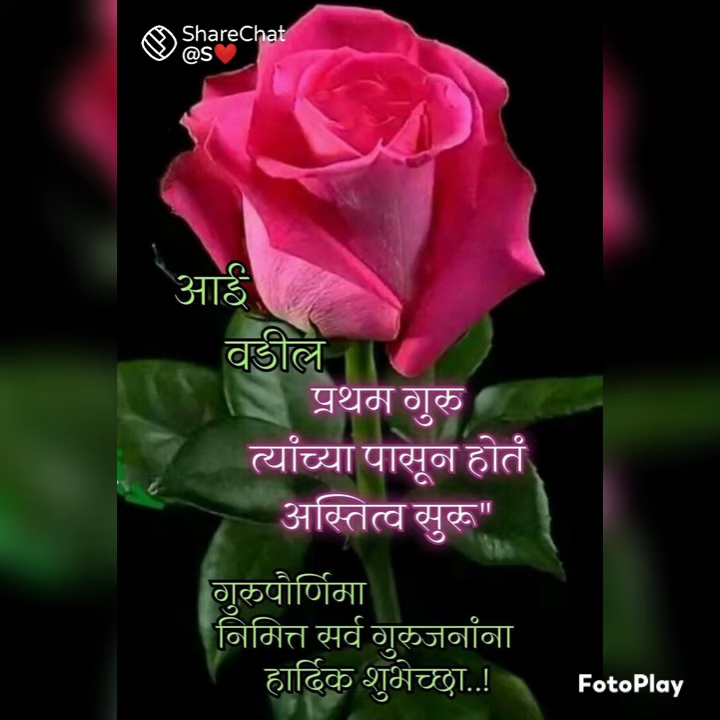 ShareChat
@S❤️
आई
वडील
प्रथम गुरू
त्यांच्या पासून होतं
अस्तित्व सुरू"
गुरूपौर्णिमा
निमित्त सर्व गुरूजनांना
हार्दिक शुभेच्छा..!
FotoPlay